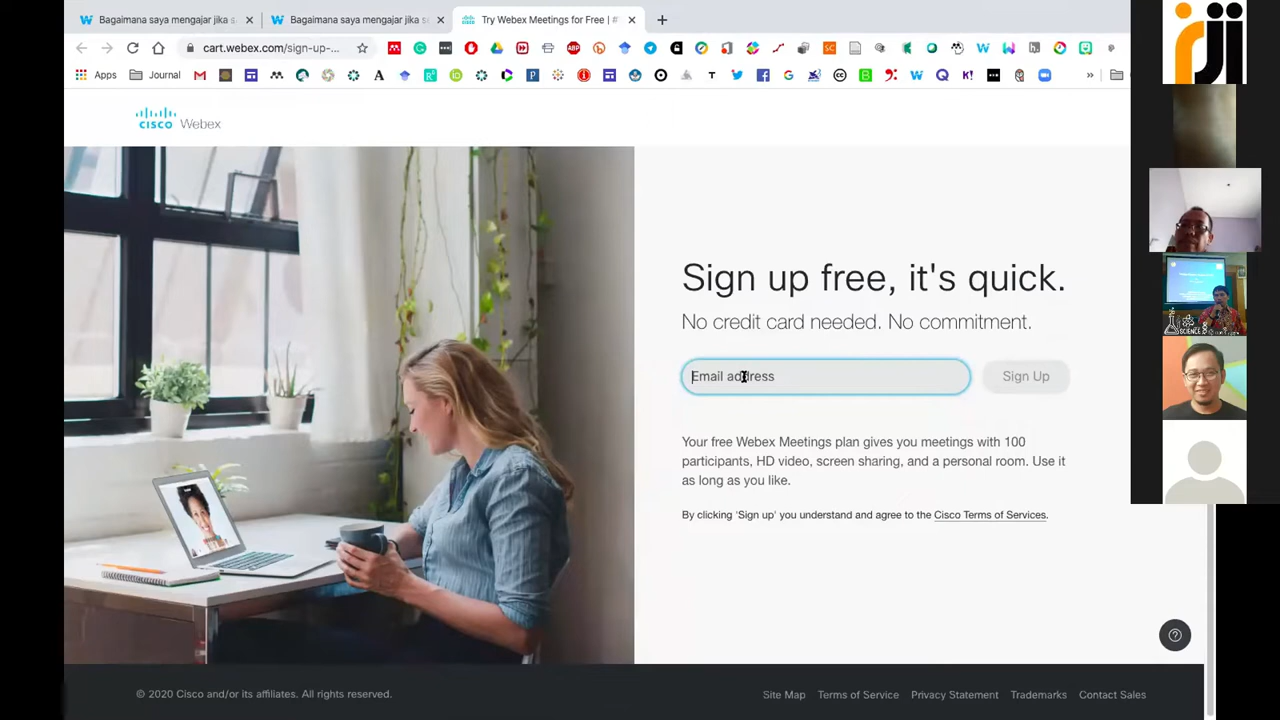 Bagaimana saya mengajar jika sa
Bagaimana saya mengajar jika se
Try Webex Meetings for Free | #
cart.webex.com/sign-up-...
Apps
Journal
CISCO Webex
Sign up free, it's quick.
No credit card needed. No commitment.
Email address
Sign Up
Your free Webex Meetings plan gives you meetings with 100
participants, HD video, screen sharing, and a personal room. Use it
as long as you like.
By clicking 'Sign up' you understand and agree to the Cisco Terms of Services.
© 2020 Cisco and/or its affiliates. All rights reserved.
Site Map
Terms of Service
Privacy Statement
Trademarks
Contact Sales
rji
SCIENCE